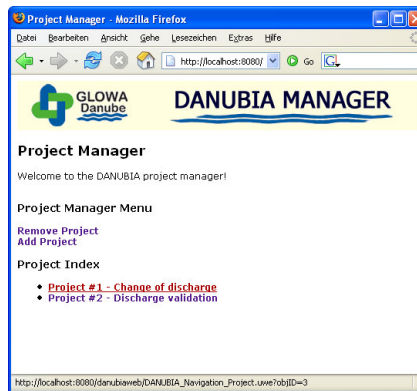 Project Manager - Mozilla Firefox
Datei Bearbeiten Ansicht Gehe Lesezeichen Extras Hilfe
http://localhost:8080/ Go G
GLOWA
Danube
DANUBIA MANAGER
Project Manager
Welcome to the DANUBIA project manager!
Project Manager Menu
Remove Project
Add Project
Project Index
Project #1 - Change of discharge
Project #2 - Discharge validation
http://localhost:8080/danubiaweb/DANUBIA_Navigation_Project.uwe?objID=3